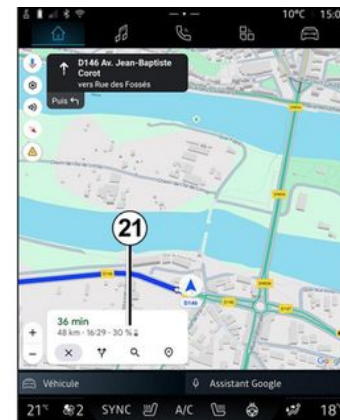 10°C 15:0
D146 Av. Jean-Baptiste
Corot
vers Rue des Fossés
Puis
21
D146
36 min
48 km · 16:29 · 30 %
+
−
Google
Véhicule
Assistant Google
21° 2 SYNC A/C 18°